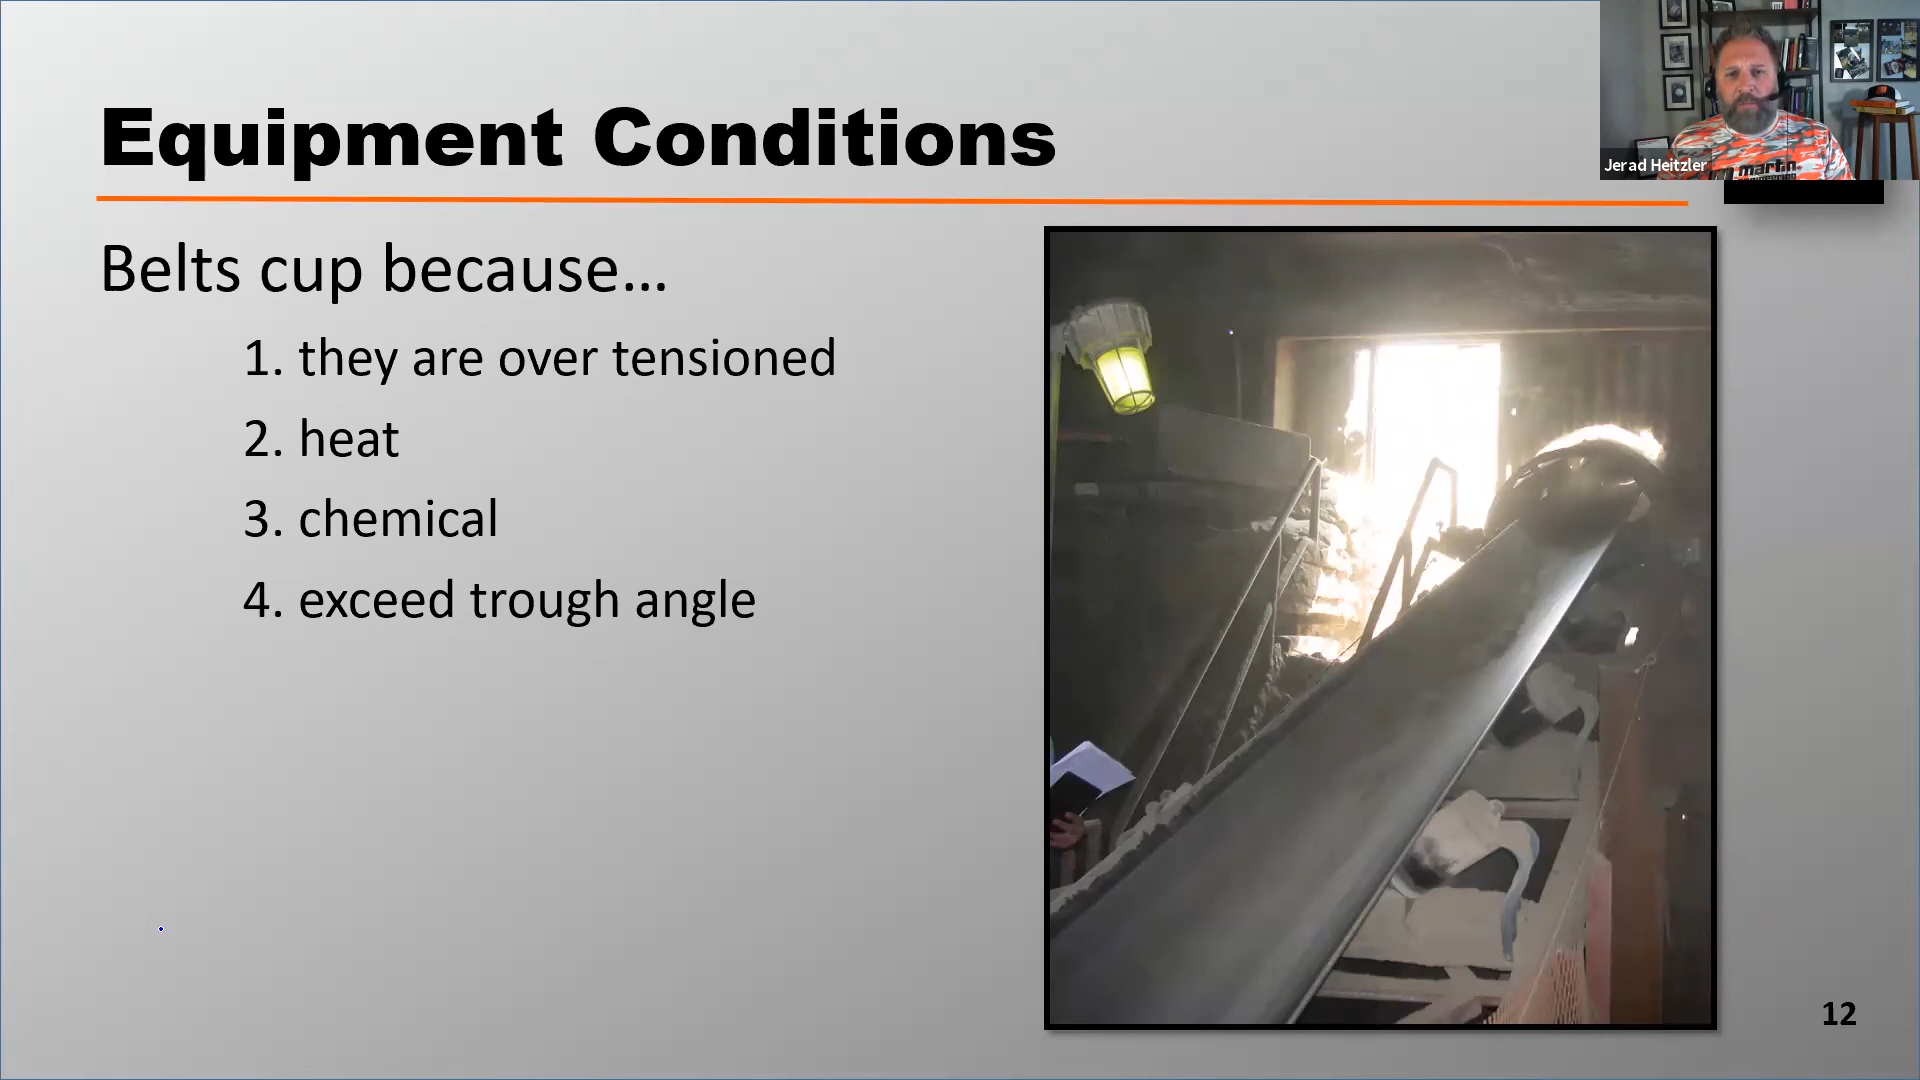 Equipment Conditions
Jerad Heitzler
Belts cup because...
1. they are over tensioned
2. heat
3. chemical
4. exceed trough angle
12